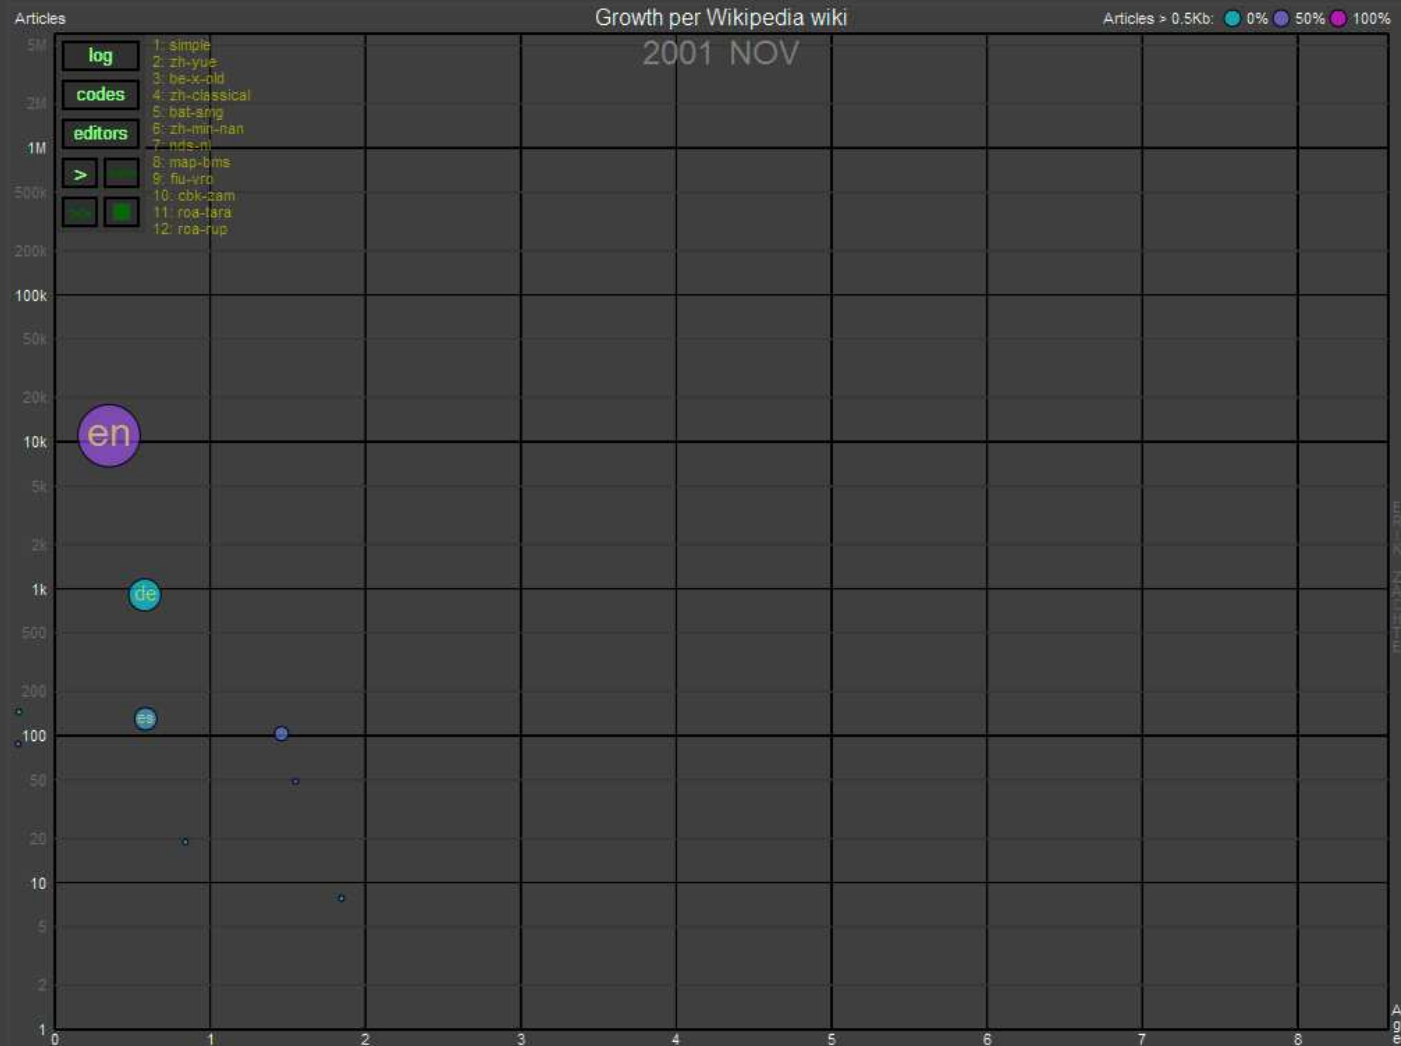 Articles
Growth per Wikipedia wiki
Articles > 0.5Kb: 0% 50% 100%
2001 NOV
log
codes
editors
>
1: simple
2: zh-yue
3: be-x-old
4: zh-classical
5: bat-smg
6: zh-min-nan
7: nds-nl
8: map-bms
9: fiu-vro
10: cbk-zam
11: roa-tara
12: roa-rup
5M
2M
1M
500k
200k
100k
50k
20k
10k
5k
2k
1k
500
200
100
50
20
10
5
2
1
en
de
es
0 1 2 3 4 5 6 7 8
Age
ERIK ZACHTE